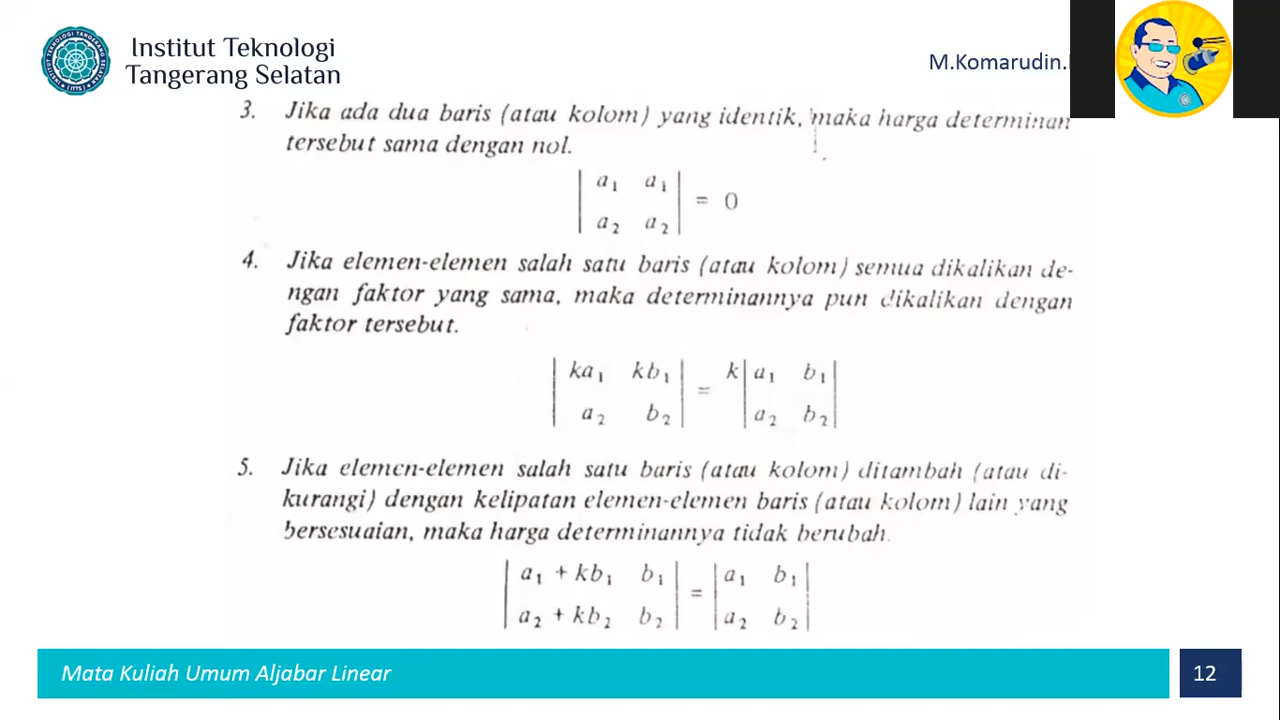 Institut Teknologi
Tangerang Selatan
M.Komarudin.
3. Jika ada dua baris (atau kolom) yang identik, maka harga determinan
tersebut sama dengan nol.
| a₁ a₁ |
| a₂ a₂ | = 0
4. Jika elemen-elemen salah satu baris (atau kolom) semua dikalikan de-
ngan faktor yang sama, maka determinannya pun dikalikan dengan
faktor tersebut.
| ka₁ kb₁ | = k | a₁ b₁ |
| a₂ b₂ | | a₂ b₂ |
5. Jika elemen-elemen salah satu baris (atau kolom) ditambah (atau di-
kurangi) dengan kelipatan elemen-elemen baris (atau kolom) lain yang
bersesuaian, maka harga determinannya tidak berubah.
| a₁ + kb₁ b₁ | = | a₁ b₁ |
| a₂ + kb₂ b₂ | | a₂ b₂ |
Mata Kuliah Umum Aljabar Linear
12